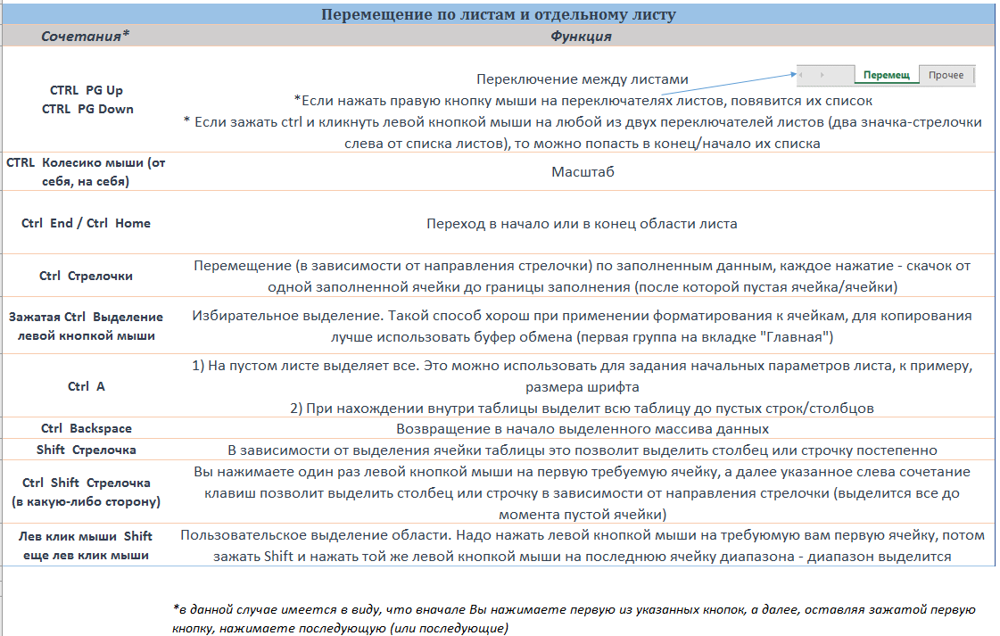 Перемещение по листам и отдельному листу
Сочетания*
Функция
CTRL PG Up
CTRL PG Down
Переключение между листами
Перемещ
Прочее
*Если нажать правую кнопку мыши на переключателях листов, повявится их список
* Если зажать ctrl и кликнуть левой кнопкой мыши на любой из двух переключателей листов (два значка-стрелочки
слева от списка листов), то можно попасть в конец/начало их списка
CTRL Колесико мыши (от
себя, на себя)
Масштаб
Ctrl End / Ctrl Home
Переход в начало или в конец области листа
Ctrl Стрелочки
Перемещение (в зависимости от направления стрелочки) по заполненным данным, каждое нажатие - скачок от
одной заполненной ячейки до границы заполнения (после которой пустая ячейка/ячейки)
Зажатая Ctrl Выделение
левой кнопкой мыши
Избирательное выделение. Такой способ хорош при применении форматирования к ячейкам, для копирования
лучше использовать буфер обмена (первая группа на вкладке "Главная")
Ctrl A
1) На пустом листе выделяет все. Это можно использовать для задания начальных параметров листа, к примеру,
размера шрифта
2) При нахождении внутри таблицы выделит всю таблицу до пустых строк/столбцов
Ctrl Backspace
Возвращение в начало выделенного массива данных
Shift Стрелочка
В зависимости от выделения ячейки таблицы это позволит выделить столбец или строчку постепенно
Ctrl Shift Стрелочка
(в какую-либо сторону)
Вы нажимаете один раз левой кнопкой мыши на первую требуемую ячейку, а далее указанное слева сочетание
клавиш позволит выделить столбец или строчку в зависимости от направления стрелочки (выделится все до
момента пустой ячейки)
Лев клик мыши Shift
еще лев клик мыши
Пользовательское выделение области. Надо нажать левой кнопкой мыши на требуюмую вам первую ячейку, потом
зажать Shift и нажать той же левой кнопкой мыши на последнюю ячейку диапазона - диапазон выделится
*в данной случае имеется в виду, что вначале Вы нажимаете первую из указанных кнопок, а далее, оставляя зажатой первую
кнопку, нажимаете последующую (или последующие)